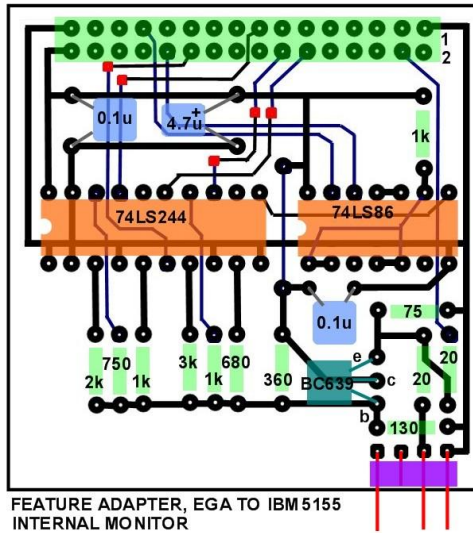 1
2
0.1u
4.7u
+
1k
74LS244
74LS86
0.1u
75
750
3k
680
e
20
2k
1k
1k
360
BC639
c
20
b
130
FEATURE ADAPTER, EGA TO IBM 5155
INTERNAL MONITOR